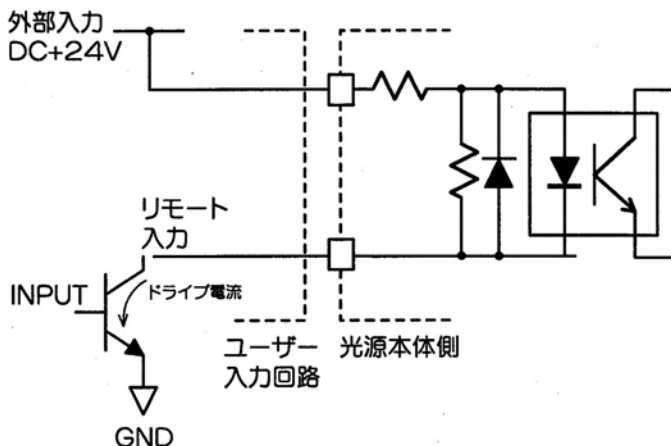 外部入力
DC+24V
リモート
入力
INPUT
ドライブ電流
ユーザー
入力回路
光源本体側
GND